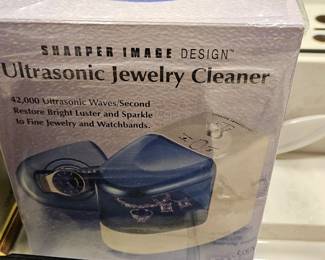 SHARPER IMAGE DESIGN™
Ultrasonic Jewelry Cleaner
42,000 Ultrasonic Waves/Second
Restore Bright Luster and Sparkle
to Fine Jewelry and Watchbands.